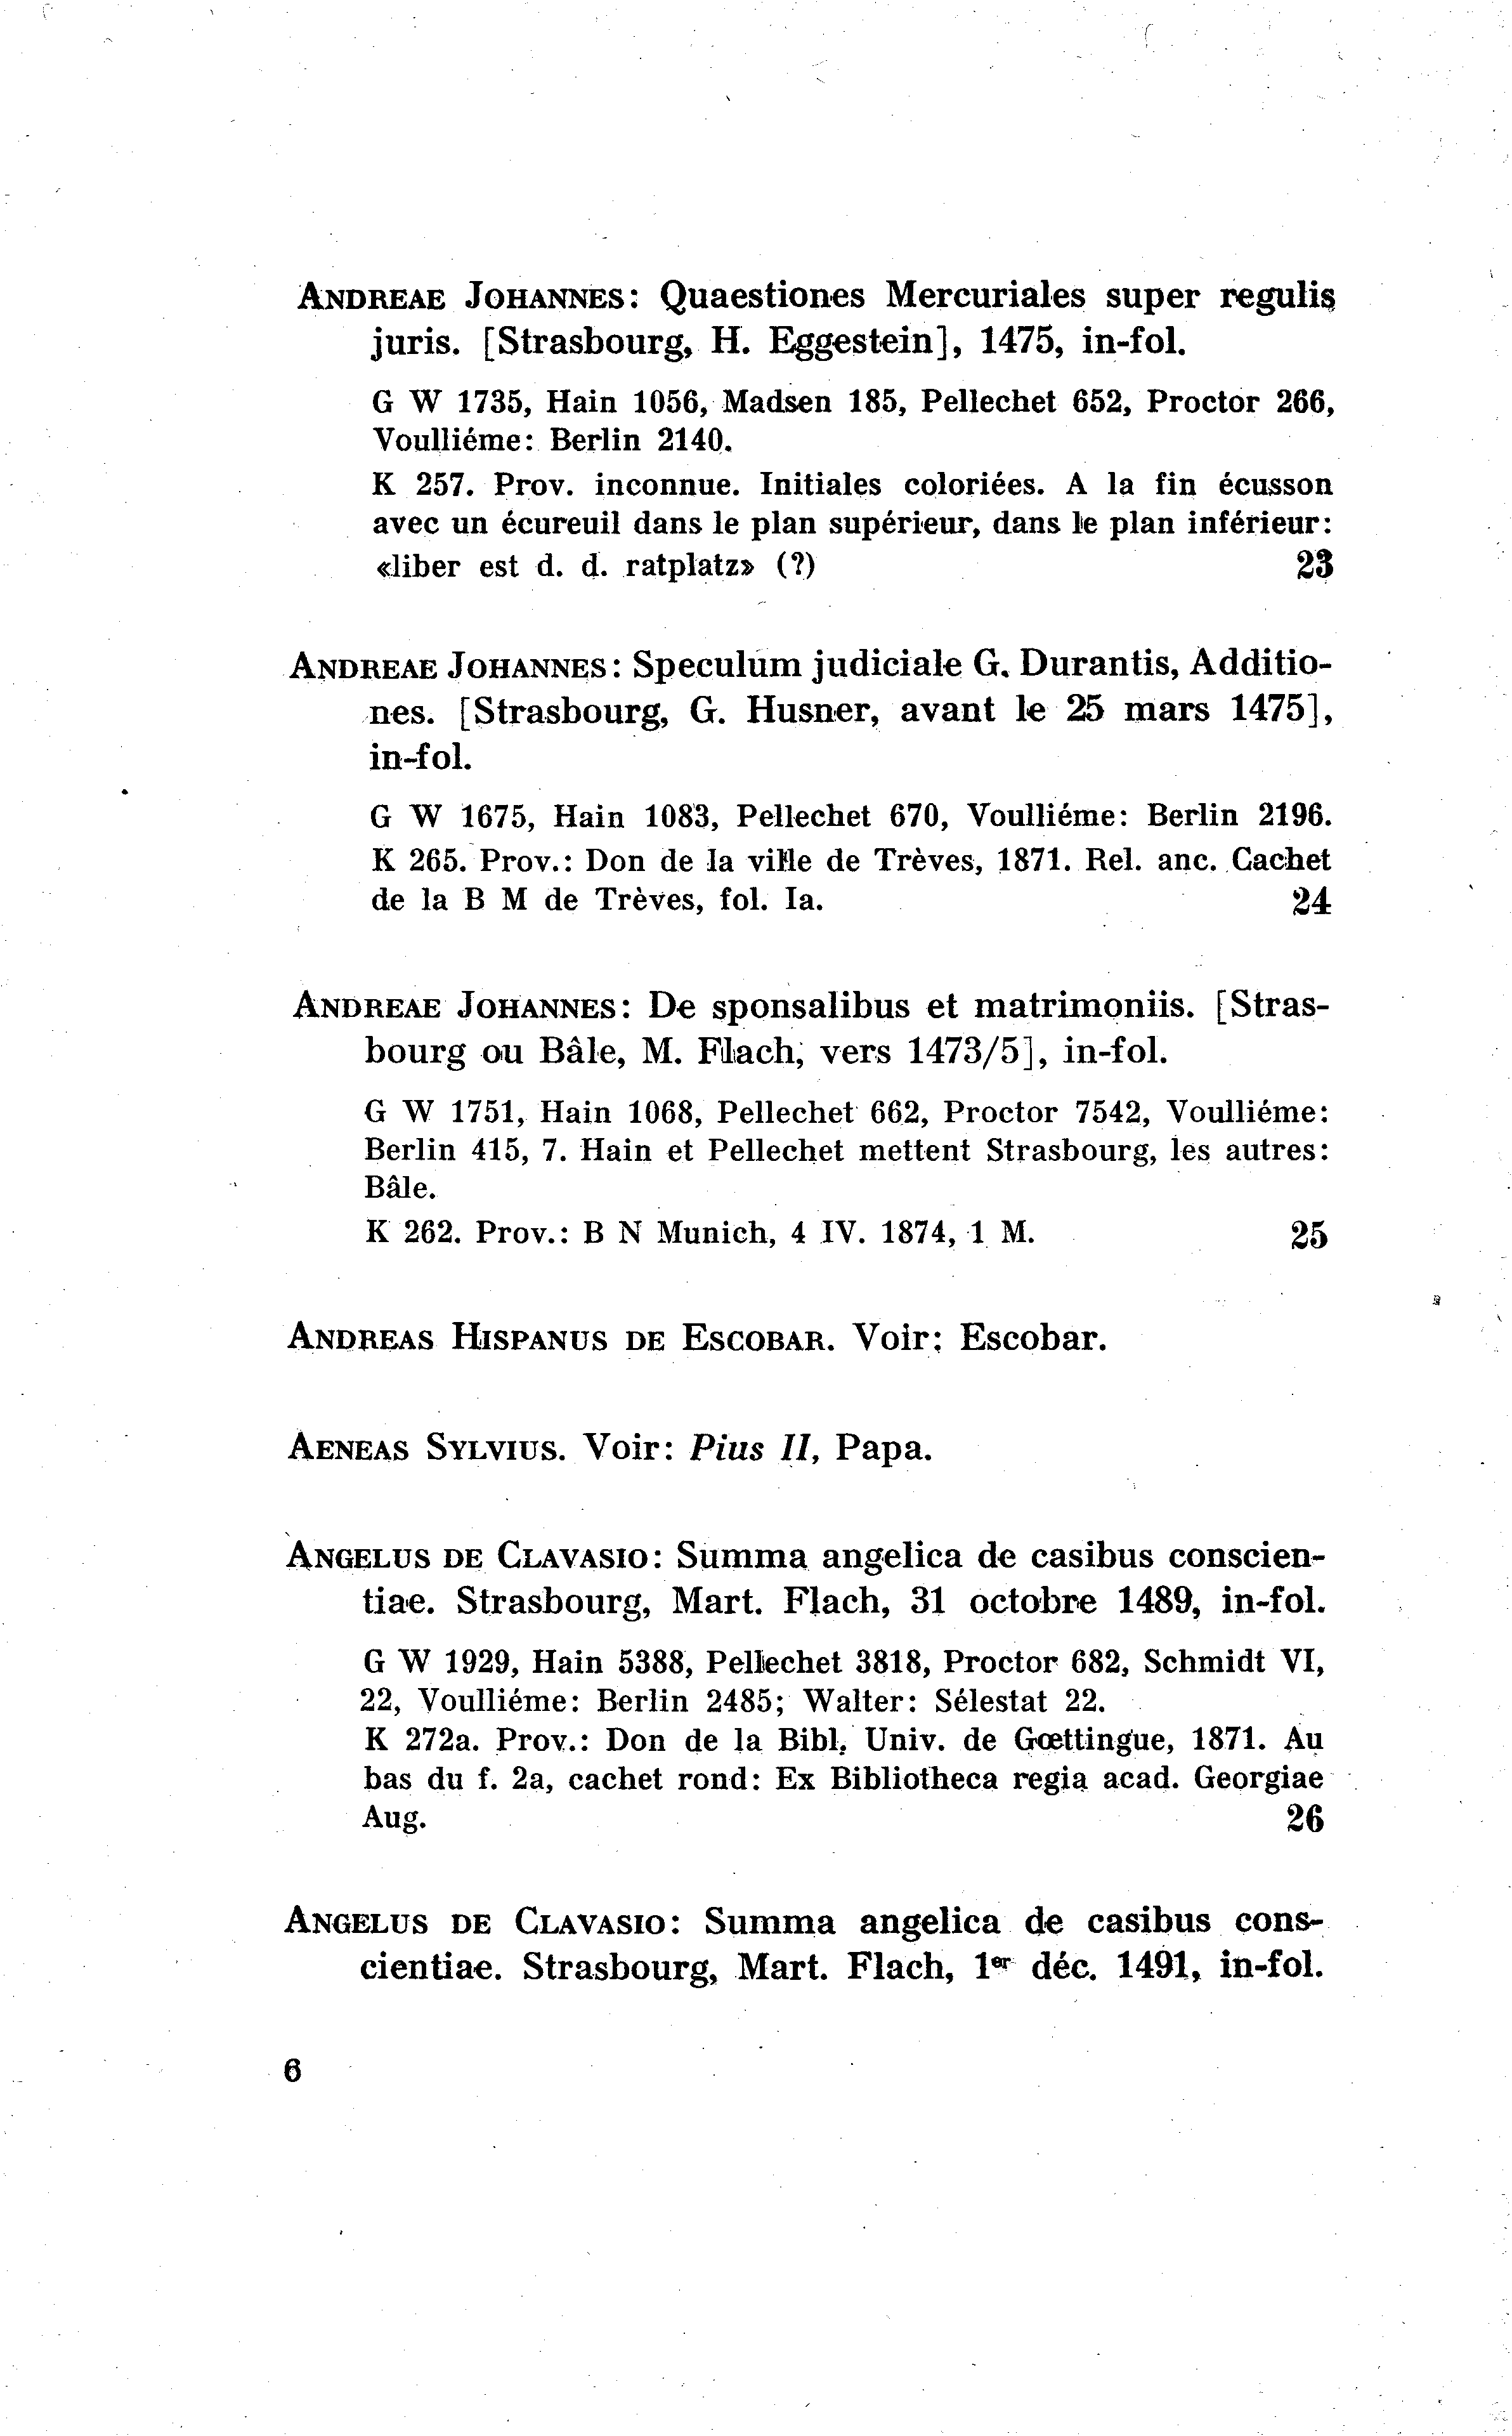 ANDREAE JOHANNES: Quaestiones Mercuriales super regulis
juris. [Strasbourg, H. Eggestein], 1475, in-fol.
G W 1735, Hain 1056, Madsen 185, Pellechet 652, Proctor 266,
Voulliéme: Berlin 2140.
K 257. Prov. inconnue. Initiales coloriées. A la fin écusson
avec un écureuil dans le plan supérieur, dans le plan inférieur:
«liber est d. d. ratplatz» (?) 23
ANDREAE JOHANNES: Speculum judiciale G. Durantis, Additio-
nes. [Strasbourg, G. Husner, avant le 25 mars 1475],
in-fol.
G W 1675, Hain 1083, Pellechet 670, Voulliéme: Berlin 2196.
K 265. Prov.: Don de la ville de Trèves, 1871. Rel. anc. Cachet
de la B M de Trèves, fol. Ia. 24
ANDREAE JOHANNES: De sponsalibus et matrimoniis. [Stras-
bourg ou Bâle, M. Flach, vers 1473/5], in-fol.
G W 1751, Hain 1068, Pellechet 662, Proctor 7542, Voulliéme:
Berlin 415, 7. Hain et Pellechet mettent Strasbourg, les autres:
Bâle.
K 262. Prov.: B N Munich, 4 IV. 1874, 1 M. 25
ANDREAS HISPANUS DE ESCOBAR. Voir: Escobar.
AENEAS SYLVIUS. Voir: Pius II, Papa.
ANGELUS DE CLAVASIO: Summa angelica de casibus conscien-
tiae. Strasbourg, Mart. Flach, 31 octobre 1489, in-fol.
G W 1929, Hain 5388, Pellechet 3818, Proctor 682, Schmidt VI,
22, Voulliéme: Berlin 2485; Walter: Sélestat 22.
K 272a. Prov.: Don de la Bibl. Univ. de Gœttingue, 1871. Au
bas du f. 2a, cachet rond: Ex Bibliotheca regia acad. Georgiae
Aug. 26
ANGELUS DE CLAVASIO: Summa angelica de casibus cons-
cientiae. Strasbourg, Mart. Flach, 1er déc. 1491, in-fol.
6